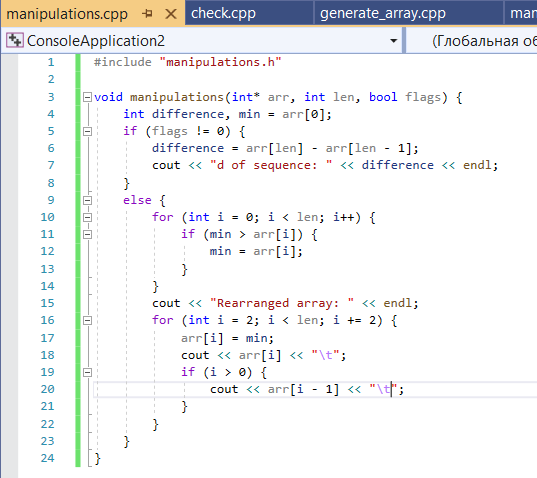 manipulations.cpp check.cpp generate_array.cpp man
ConsoleApplication2 (Глобальная об
1 #include "manipulations.h"
2
3 void manipulations(int* arr, int len, bool flags) {
4     int difference, min = arr[0];
5     if (flags != 0) {
6         difference = arr[len] - arr[len - 1];
7         cout << "d of sequence: " << difference << endl;
8     }
9     else {
10         for (int i = 0; i < len; i++) {
11             if (min > arr[i]) {
12                 min = arr[i];
13             }
14         }
15         cout << "Rearranged array: " << endl;
16         for (int i = 2; i < len; i += 2) {
17             arr[i] = min;
18             cout << arr[i] << "\t";
19             if (i > 0) {
20                 cout << arr[i - 1] << "\t";
21             }
22         }
23     }
24 }